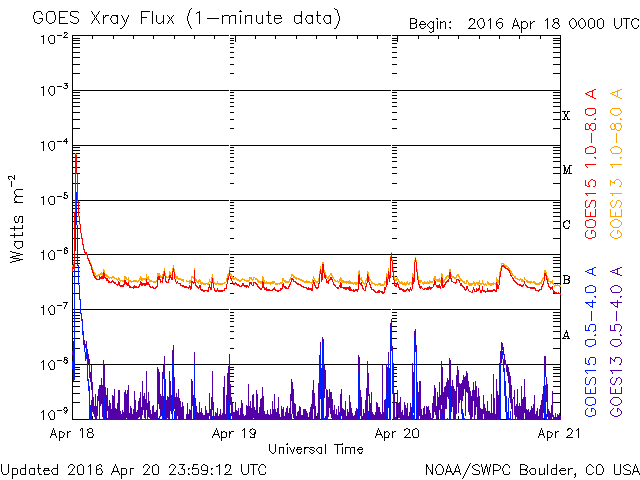 GOES Xray Flux (1-minute data)
Begin: 2016 Apr 18 0000 UTC
10-2
10-3
10-4
10-5
10-6
10-7
10-8
10-9
Watts m-2
X
M
C
B
A
GOES15 1.0-8.0 A
GOES13 1.0-8.0 A
GOES15 0.5-4.0 A
GOES13 0.5-4.0 A
Apr 18
Apr 19
Apr 20
Apr 21
Universal Time
Updated 2016 Apr 20 23:59:12 UTC
NOAA/SWPC Boulder, CO USA